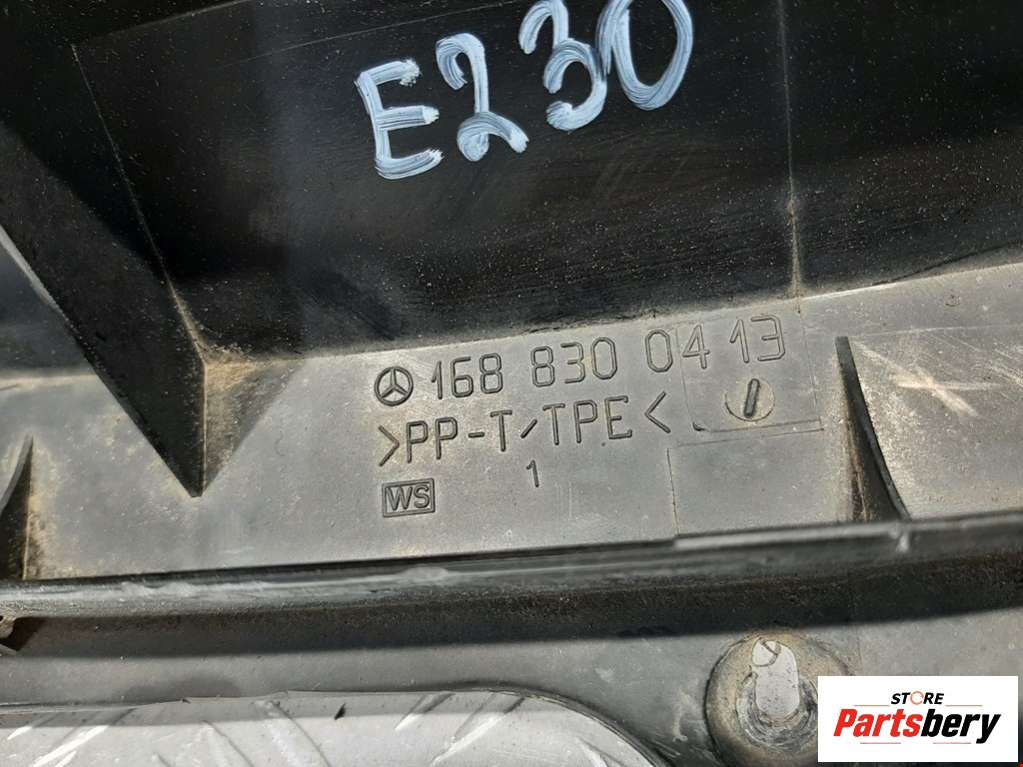 E230
168 830 04 13
>PP-T/TPE<
1
WS
STORE
Partsbery